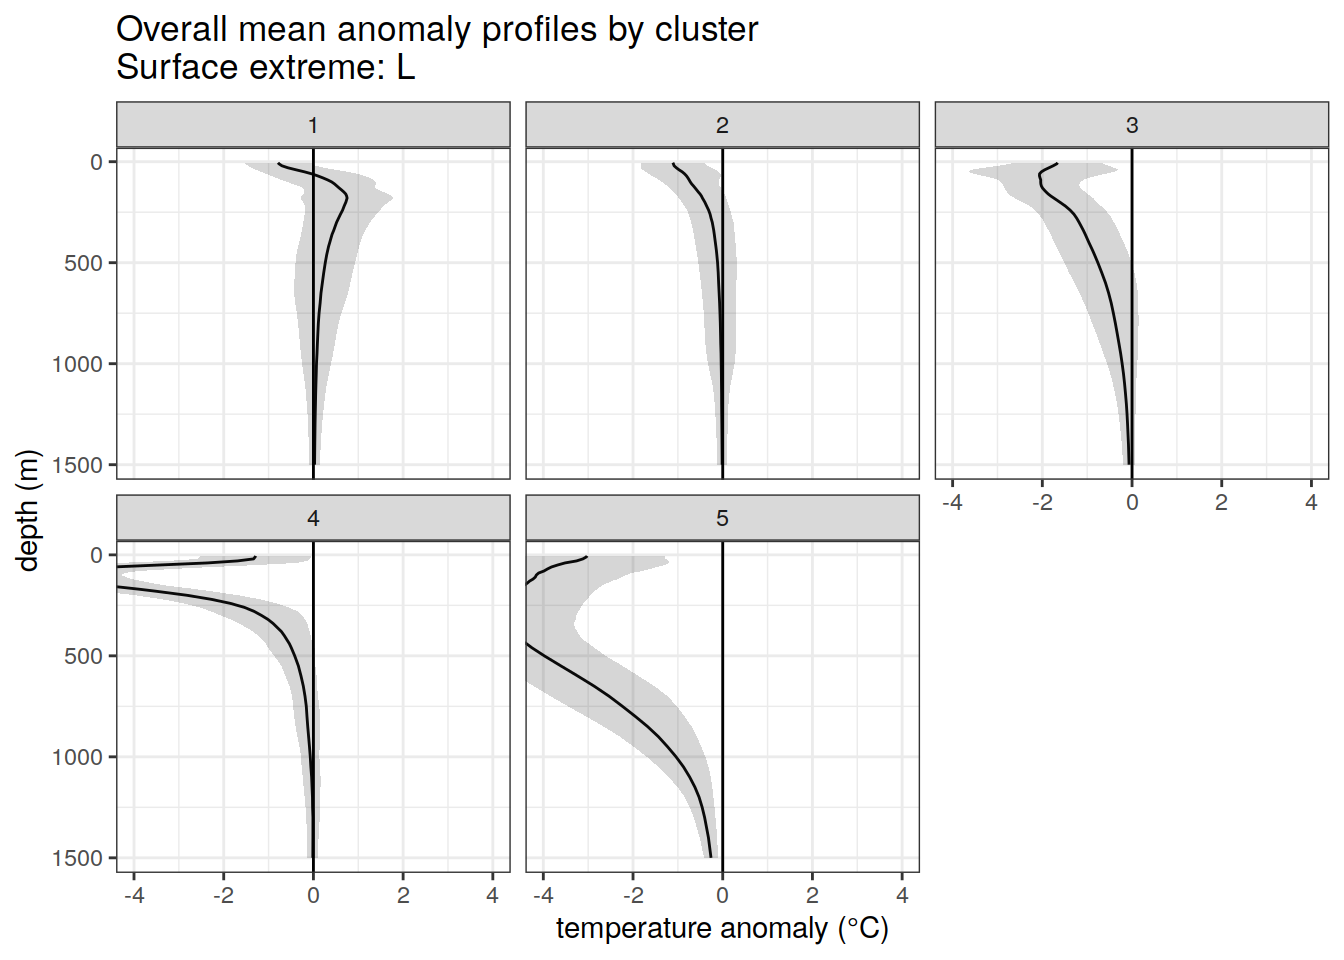 Overall mean anomaly profiles by cluster
Surface extreme: L
1
2
3
0
500
1000
1500
-4 -2 0 2 4
4
5
0
500
1000
1500
-4 -2 0 2 4
-4 -2 0 2 4
depth (m)
temperature anomaly (°C)